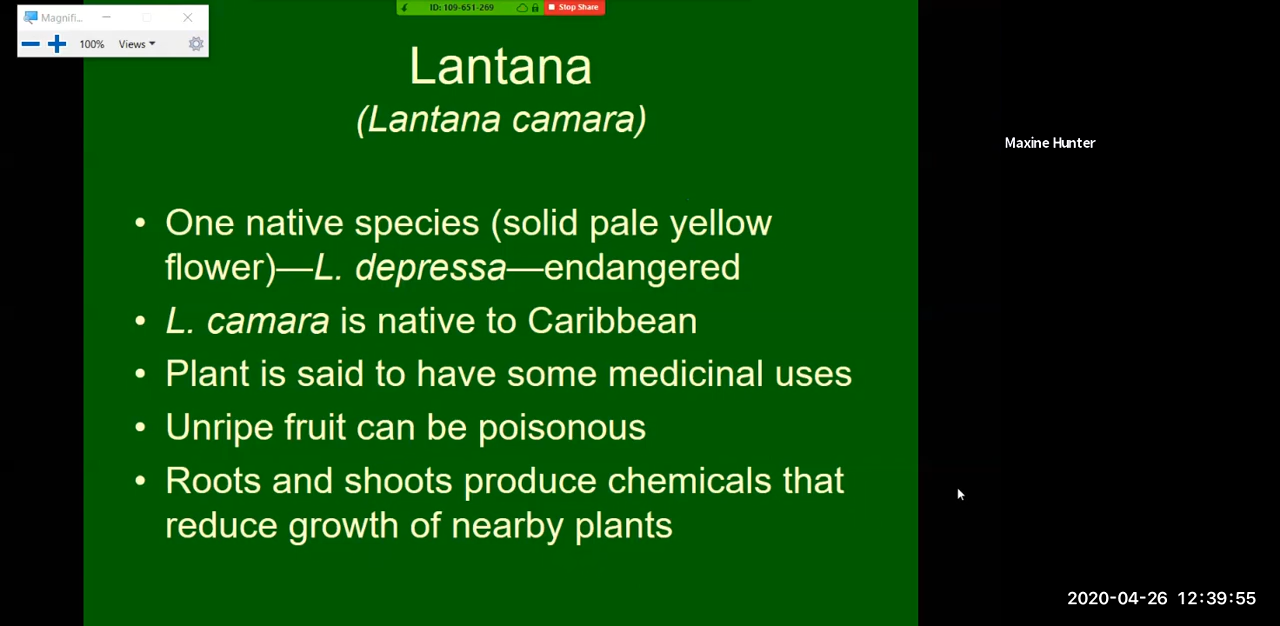 Magnifi...
ID: 109-651-269
Stop Share
100%
Views
Lantana
(Lantana camara)
Maxine Hunter
• One native species (solid pale yellow
flower)—L. depressa—endangered
• L. camara is native to Caribbean
• Plant is said to have some medicinal uses
• Unripe fruit can be poisonous
• Roots and shoots produce chemicals that
reduce growth of nearby plants
2020-04-26 12:39:55